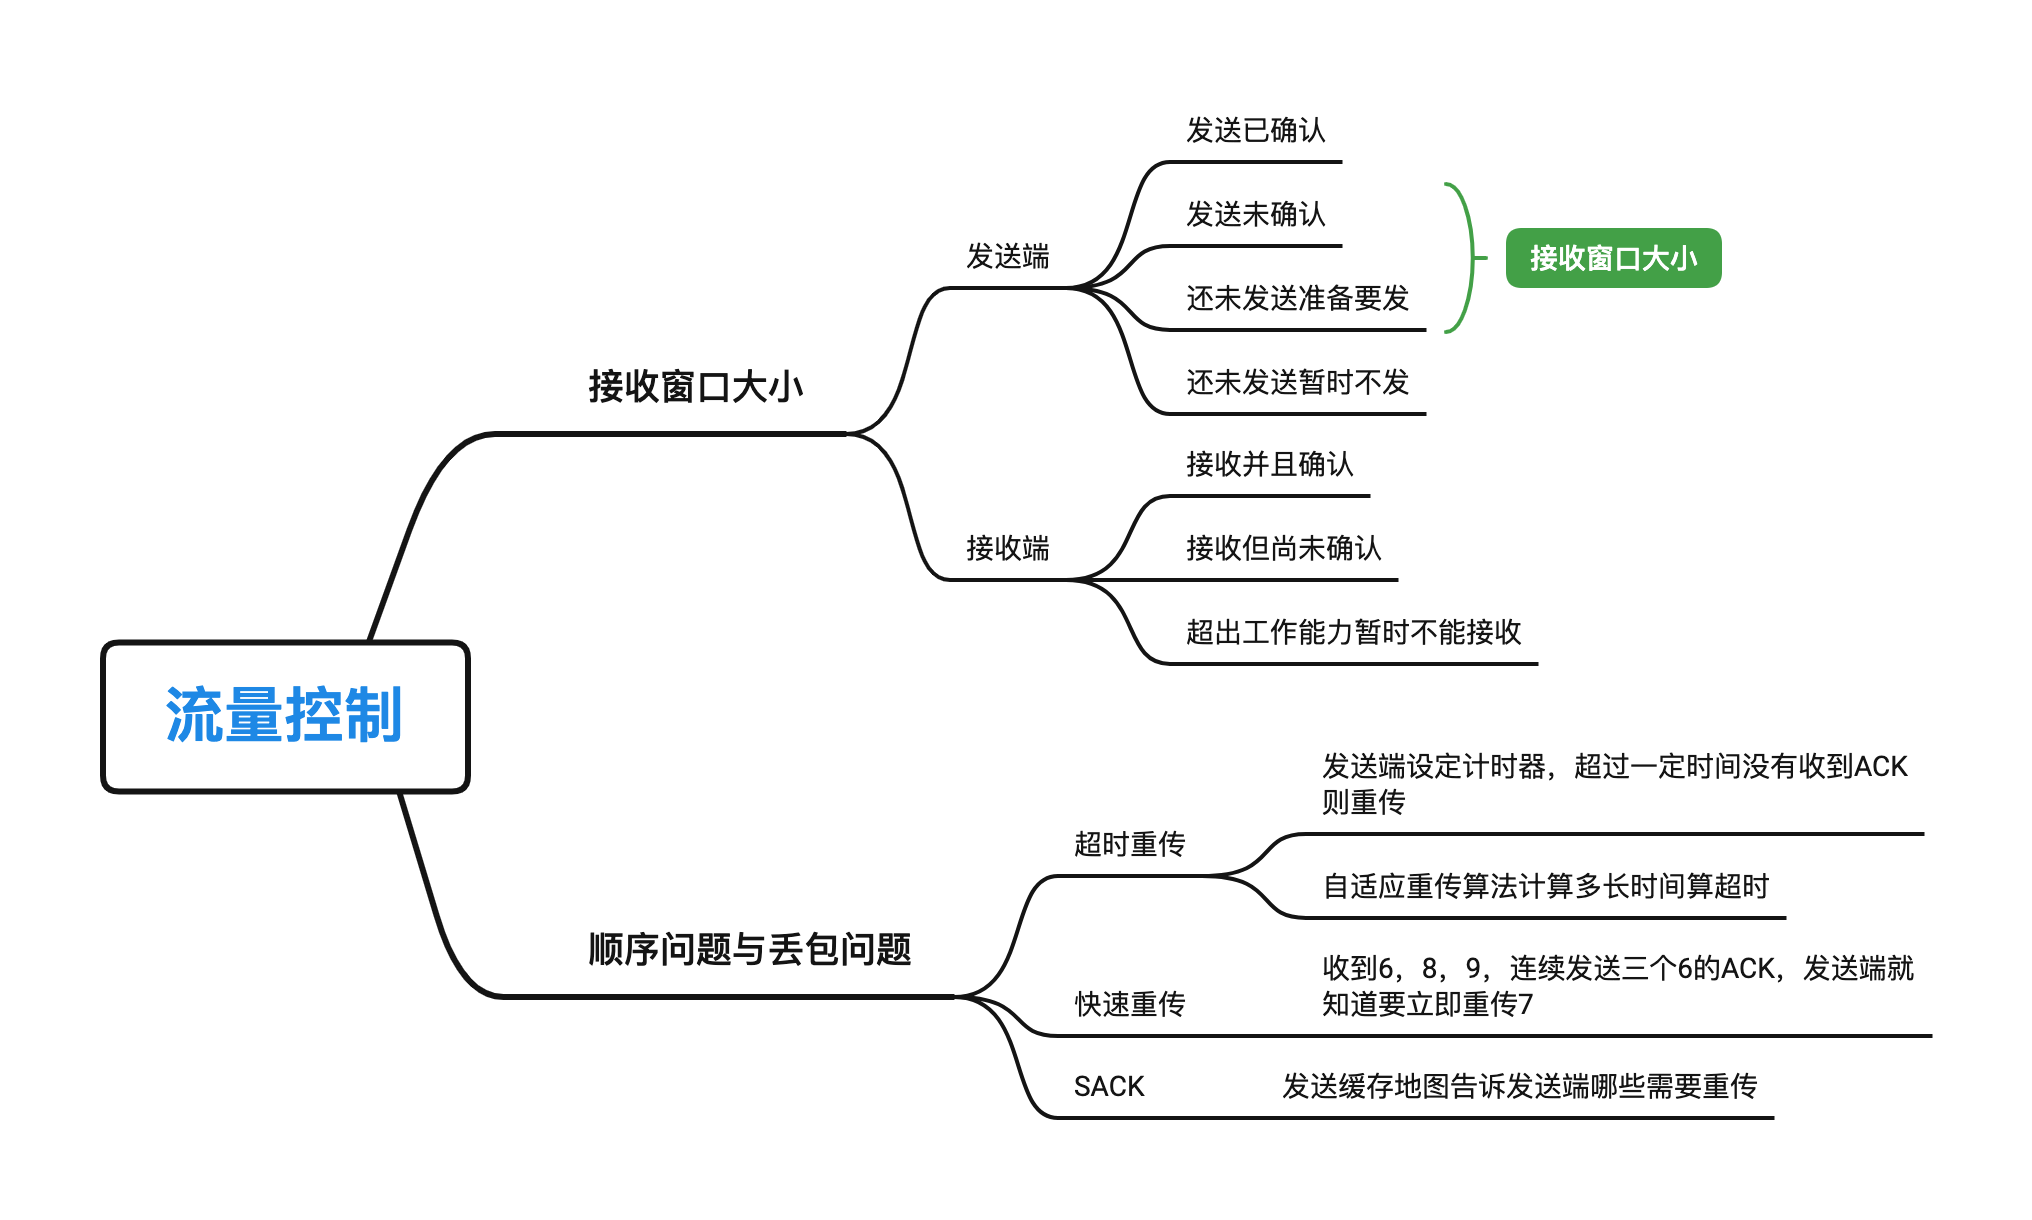 流量控制
接收窗口大小
发送端
发送已确认
发送未确认
还未发送准备要发
还未发送暂时不发
接收窗口大小
接收端
接收并且确认
接收但尚未确认
超出工作能力暂时不能接收
顺序问题与丢包问题
超时重传
发送端设定计时器，超过一定时间没有收到ACK
则重传
自适应重传算法计算多长时间算超时
快速重传
收到6，8，9，连续发送三个6的ACK，发送端就
知道要立即重传7
SACK
发送缓存地图告诉发送端哪些需要重传